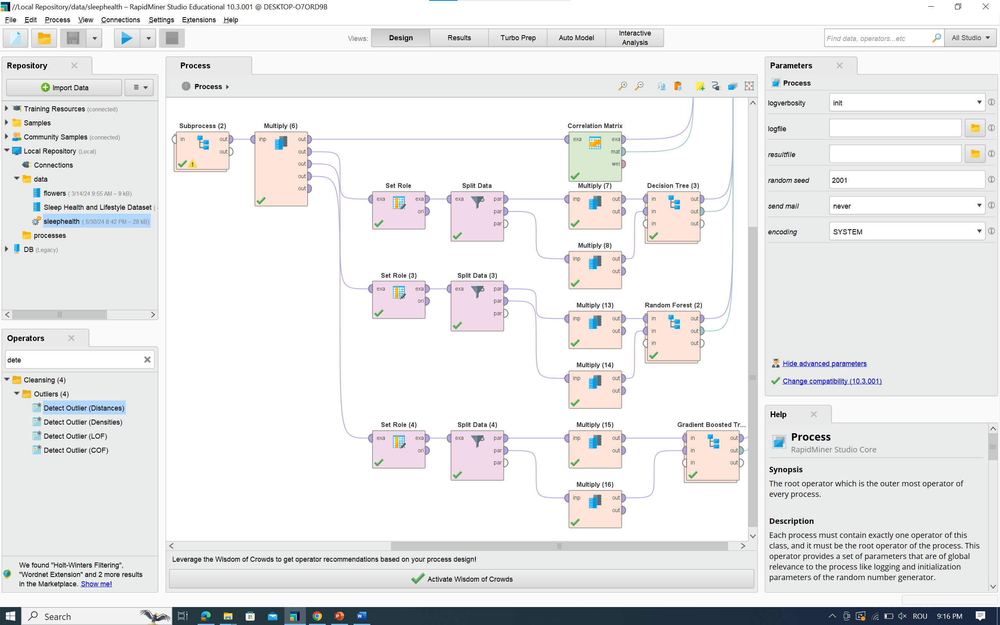 //Local Repository/data/sleephealth – RapidMiner Studio Educational 10.3.001 @ DESKTOP-O7ORD9B
File Edit Process View Connections Settings Extensions Help
Views: Design Results Turbo Prep Auto Model Interactive Analysis
Find data, operators...etc All Studio
Repository
Import Data
Training Resources (connected)
Samples
Community Samples (connected)
Local Repository (Local)
Connections
data
flowers ( 3/14/24 9:55 AM – 9 kB)
Sleep Health and Lifestyle Dataset (
sleephealth ( 5/30/24 8:42 PM – 28 kB)
processes
DB (Legacy)
Operators
dete
Cleansing (4)
Outliers (4)
Detect Outlier (Distances)
Detect Outlier (Densities)
Detect Outlier (LOF)
Detect Outlier (COF)
We found "Holt-Winters Filtering",
"Wordnet Extension" and 2 more results
in the Marketplace. Show me!
Process
Process
Subprocess (2)
in out
out
Multiply (6)
inp out
out
out
out
out
Correlation Matrix
exa exa
mat
wei
Set Role
exa exa
ori
Split Data
exa par
par
par
Multiply (7)
inp out
out
Decision Tree (3)
in out
in out
in out
Multiply (8)
inp out
out
Set Role (3)
exa exa
ori
Split Data (3)
exa par
par
par
Multiply (13)
inp out
out
Random Forest (2)
in out
in out
in out
Multiply (14)
inp out
out
Set Role (4)
exa exa
ori
Split Data (4)
exa par
par
par
Multiply (15)
inp out
out
Gradient Boosted Tr...
in out
in out
in out
Multiply (16)
inp out
out
Leverage the Wisdom of Crowds to get operator recommendations based on your process design!
Activate Wisdom of Crowds
Parameters
Process
logverbosity init
logfile
resultfile
random seed 2001
send mail never
encoding SYSTEM
Hide advanced parameters
Change compatibility (10.3.001)
Help
Process
RapidMiner Studio Core
Synopsis
The root operator which is the outer most operator of
every process.
Description
Each process must contain exactly one operator of this
class, and it must be the root operator of the process. This
operator provides a set of parameters that are of global
relevance to the process like logging and initialization
parameters of the random number generator.
Search
ROU 9:16 PM